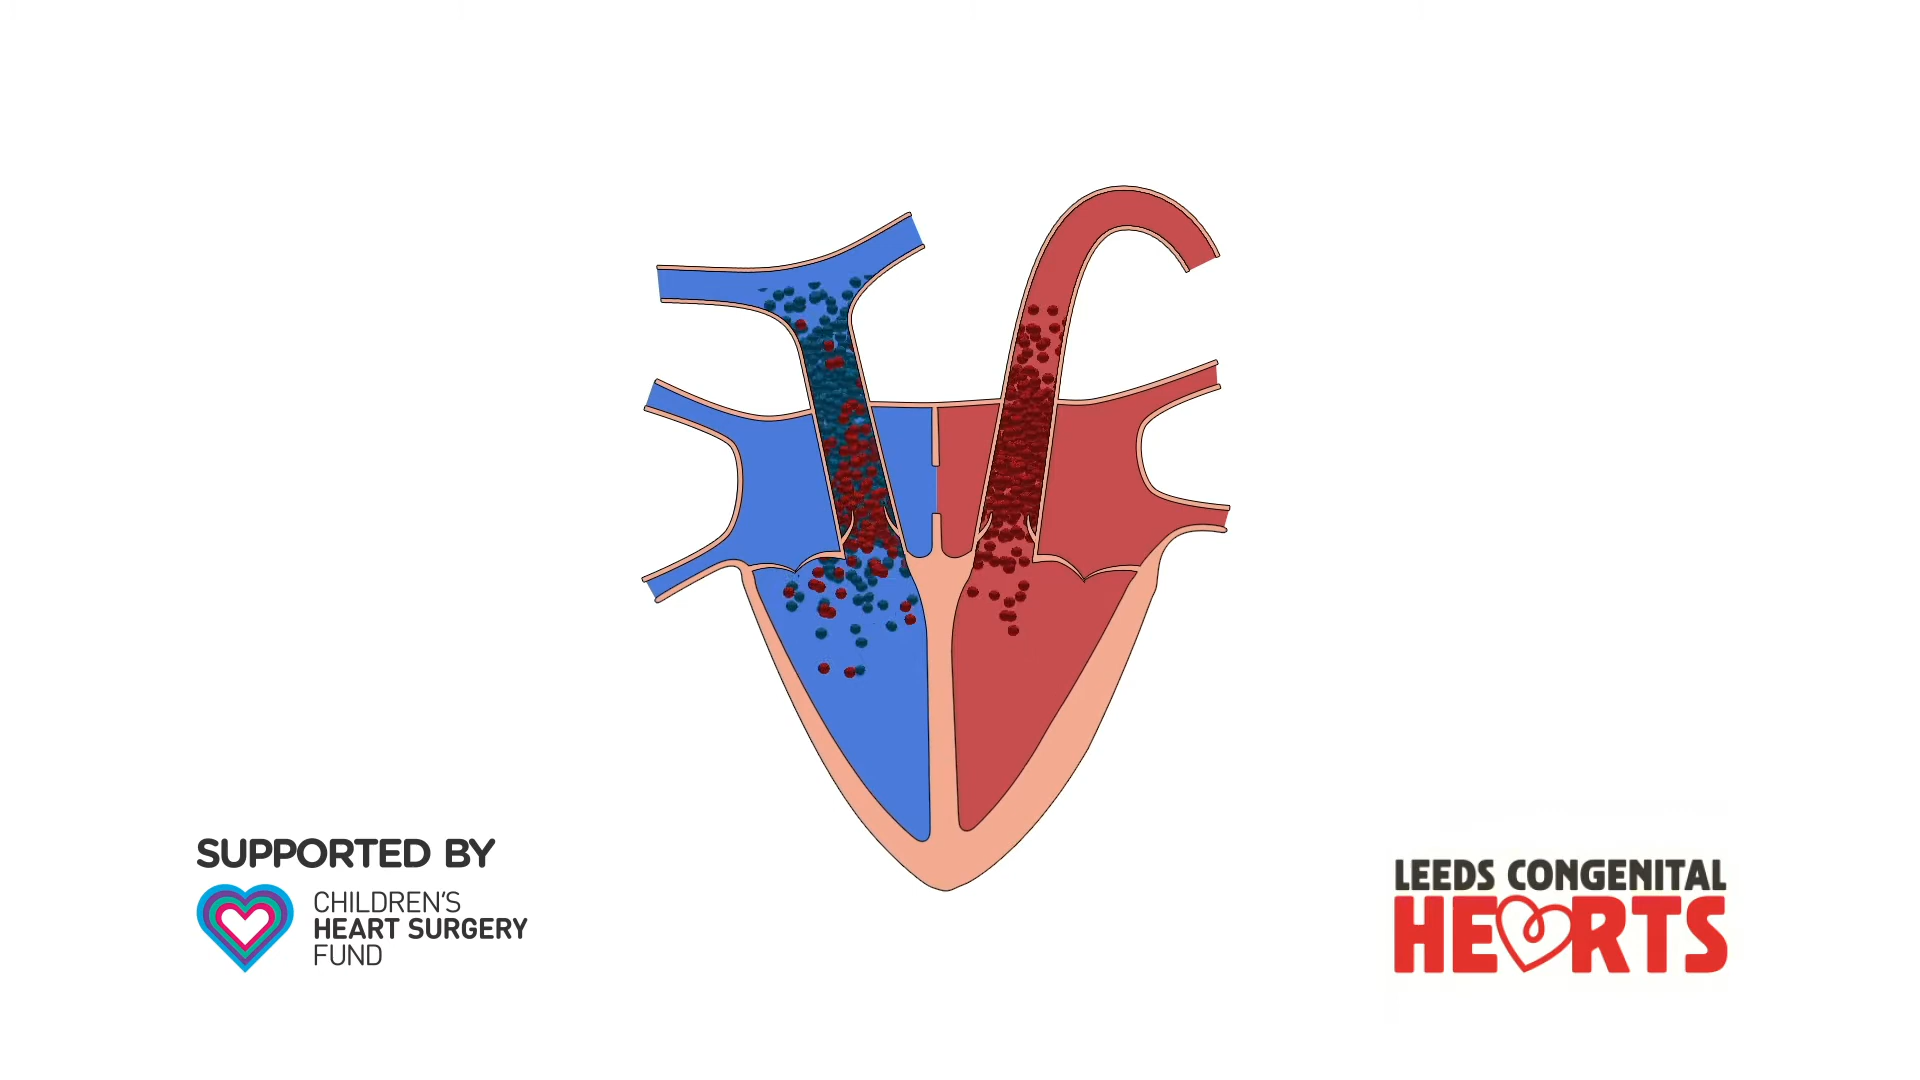 SUPPORTED BY
CHILDREN'S
HEART SURGERY
FUND
LEEDS CONGENITAL
HEARTS